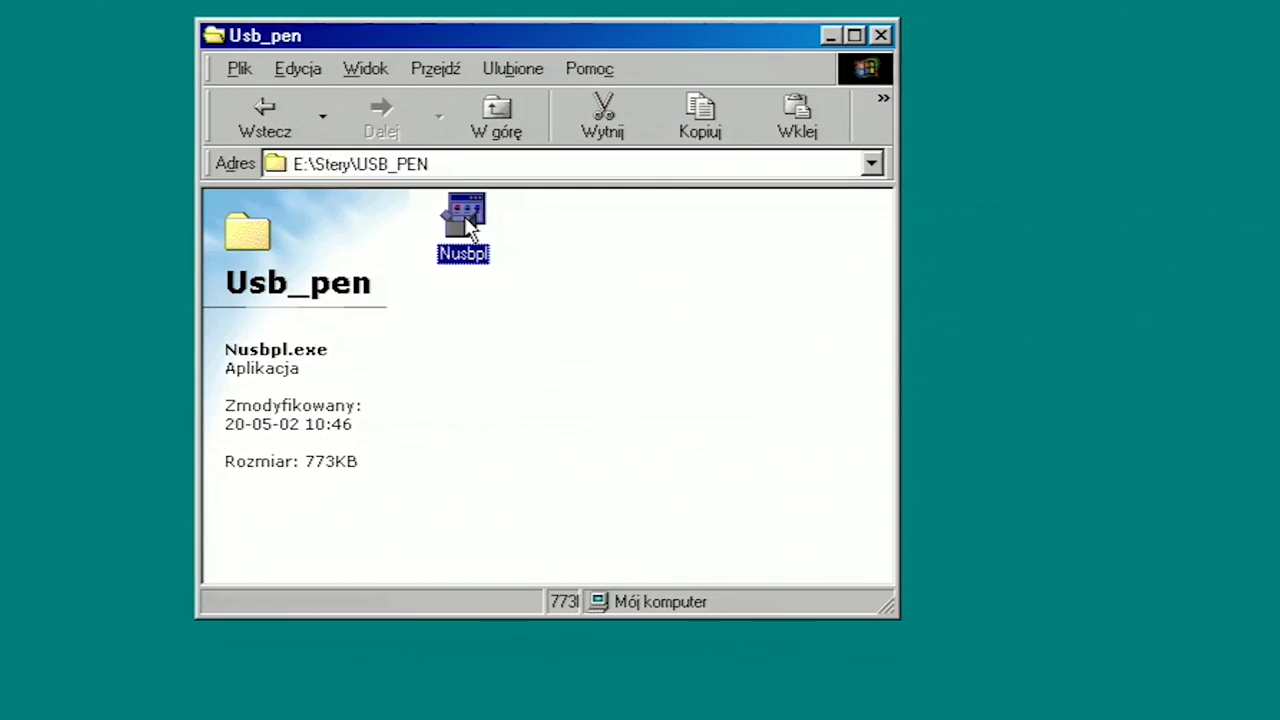 Usb_pen
Plik Edycja Widok Przejdź Ulubione Pomoc
Wstecz Dalej W górę Wytnij Kopiuj Wklej »
Adres E:\Stery\USB_PEN
Nusbpl
Usb_pen
Nusbpl.exe
Aplikacja
Zmodyfikowany:
20-05-02 10:46
Rozmiar: 773KB
773 Mój komputer